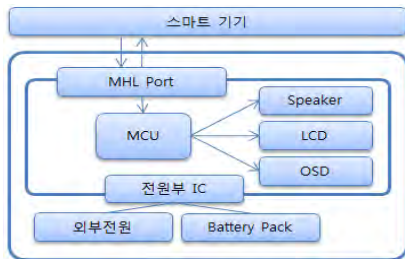 스마트 기기
MHL Port
Speaker
MCU
LCD
OSD
전원부 IC
외부전원
Battery Pack